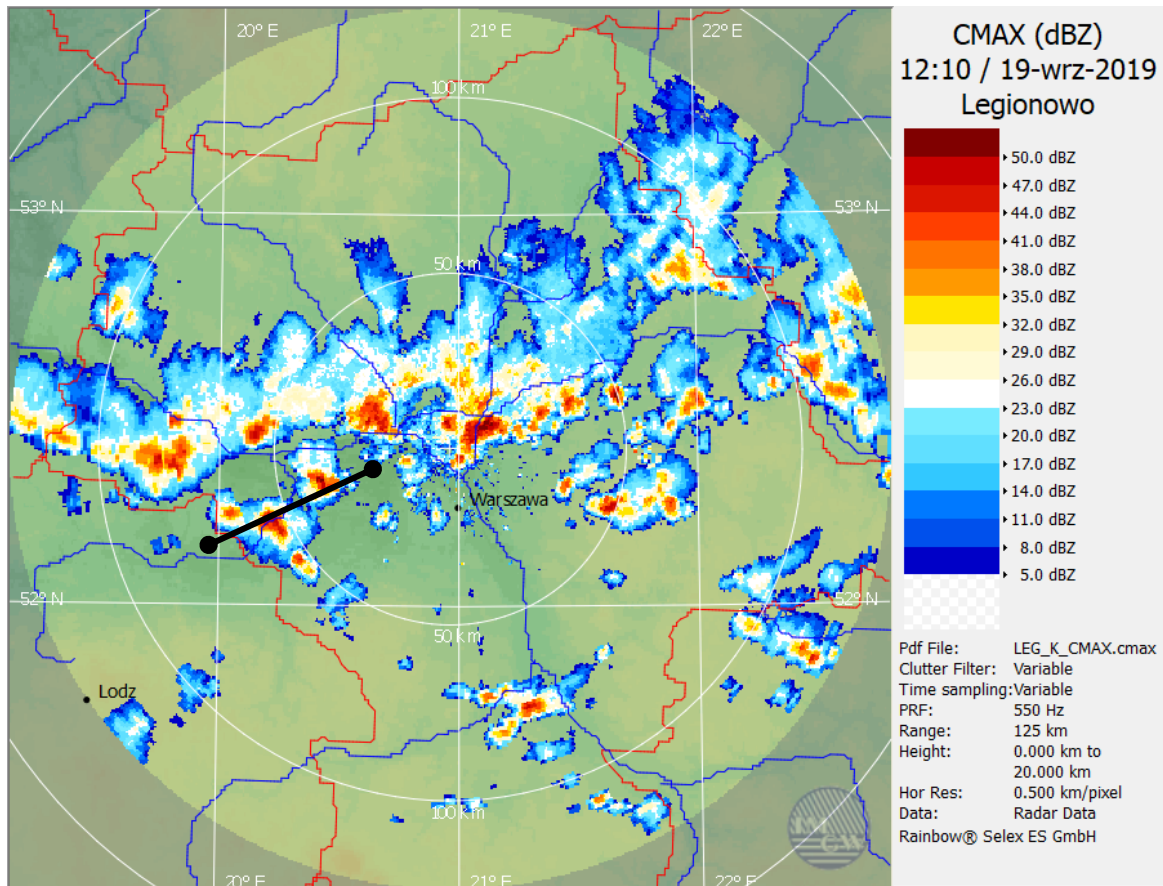 20° E
21° E
22° E
100 km
53° N
53° N
50 km
Warszawa
52° N
52° N
50 km
Lodz
100 km
20° E
21° E
22° E
CMAX (dBZ)
12:10 / 19-wrz-2019
Legionowo
50.0 dBZ
47.0 dBZ
44.0 dBZ
41.0 dBZ
38.0 dBZ
35.0 dBZ
32.0 dBZ
29.0 dBZ
26.0 dBZ
23.0 dBZ
20.0 dBZ
17.0 dBZ
14.0 dBZ
11.0 dBZ
8.0 dBZ
5.0 dBZ
Pdf File: LEG_K_CMAX.cmax
Clutter Filter: Variable
Time sampling:Variable
PRF: 550 Hz
Range: 125 km
Height: 0.000 km to
20.000 km
Hor Res: 0.500 km/pixel
Data: Radar Data
Rainbow® Selex ES GmbH